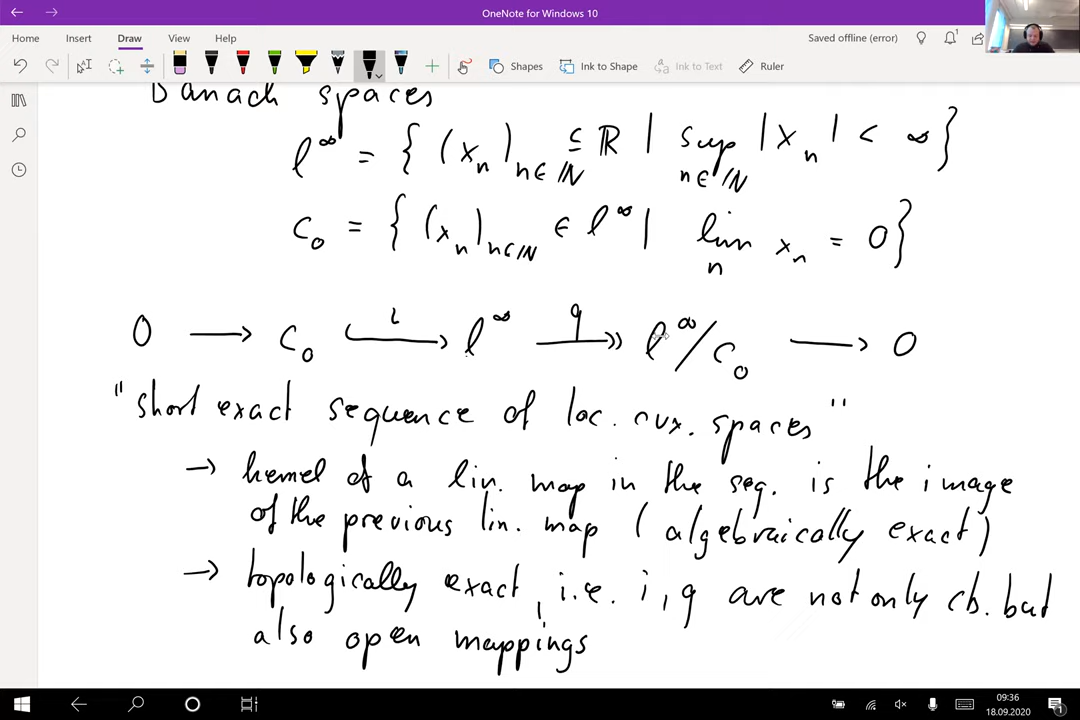 OneNote for Windows 10
Home Insert Draw View Help Saved offline (error)
Shapes Ink to Shape Ink to Text Ruler
Banach spaces
ℓ^∞ = { (x_n)_{n∈ℕ} ⊆ ℝ | sup_{n∈ℕ} |x_n| < ∞ }
c_0 = { (x_n)_{n∈ℕ} ∈ ℓ^∞ | lim_n x_n = 0 }
0 → c_0 ↪ ℓ^∞ ↠ ℓ^∞/c_0 → 0
i q
"short exact sequence of loc. cvx. spaces"
→ kernel of a lin. map in the seq. is the image
of the previous lin. map (algebraically exact)
→ topologically exact, i.e. i, q are not only ct. but
also open mappings
09:36
18.09.2020